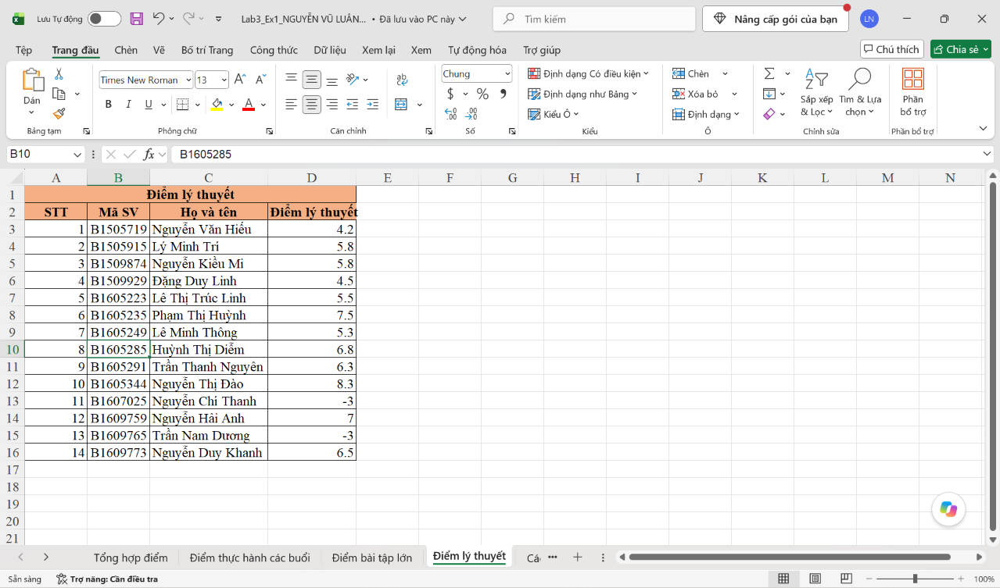 Lưu Tự động Lab3_Ex1_NGUYỄN VŨ LUÂN... • Đã lưu vào PC này Tìm kiếm Nâng cấp gói của bạn LN
Tệp Trang đầu Chèn Vẽ Bố trí Trang Công thức Dữ liệu Xem lại Xem Tự động hóa Trợ giúp Chú thích Chia sẻ
Dán
Bảng tạm
Times New Roman 13
B I U A
Phông chữ
ab
Căn chỉnh
Chung
$ % 9
Số
Định dạng Có điều kiện
Định dạng như Bảng
Kiểu Ô
Kiểu
Chèn
Xóa bỏ
Định dạng
Ô
Sắp xếp & Lọc
Tìm & Lựa chọn
Chỉnh sửa
Phần bổ trợ
Phần bổ trợ
B10 fx B1605285
A B C D E F G H I J K L M N
1 Điểm lý thuyết
2 STT Mã SV Họ và tên Điểm lý thuyết
3 1 B1505719 Nguyễn Văn Hiếu 4.2
4 2 B1505915 Lý Minh Trí 5.8
5 3 B1509874 Nguyễn Kiều Mi 5.8
6 4 B1509929 Đặng Duy Linh 4.5
7 5 B1605223 Lê Thị Trúc Linh 5.5
8 6 B1605235 Phạm Thị Huỳnh 7.5
9 7 B1605249 Lê Minh Thông 5.3
10 8 B1605285 Huỳnh Thị Diễm 6.8
11 9 B1605291 Trần Thanh Nguyên 6.3
12 10 B1605344 Nguyễn Thị Đào 8.3
13 11 B1607025 Nguyễn Chí Thanh -3
14 12 B1609759 Nguyễn Hải Anh 7
15 13 B1609765 Trần Nam Dương -3
16 14 B1609773 Nguyễn Duy Khanh 6.5
17
18
19
20
21
Tổng hợp điểm Điểm thực hành các buổi Điểm bài tập lớn Điểm lý thuyết Cá
Sẵn sàng Trợ năng: Cần điều tra 100%